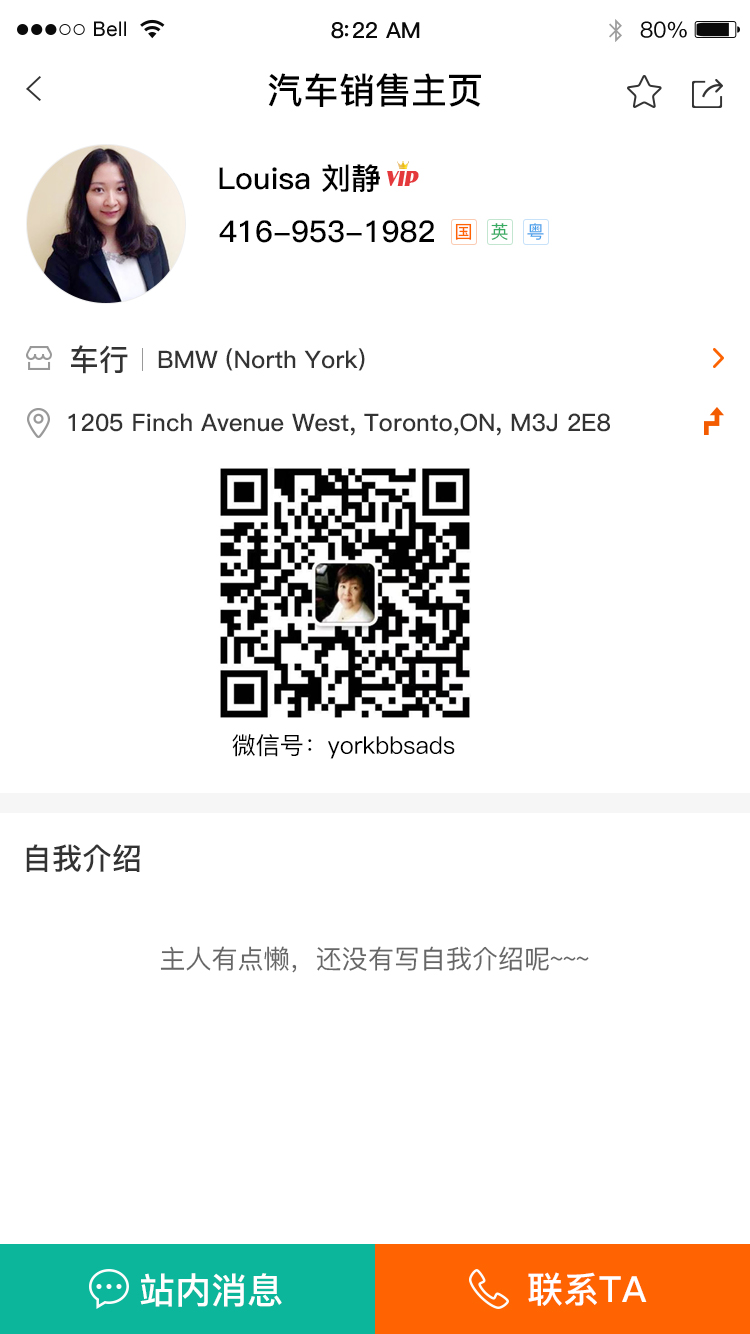 Bell 8:22 AM 80%
汽车销售主页
Louisa 刘静 VIP
416-953-1982 国 英 粤
车行 | BMW (North York)
1205 Finch Avenue West, Toronto,ON, M3J 2E8
微信号：yorkbbsads
自我介绍
主人有点懒，还没有写自我介绍呢~~~
站内消息 联系TA